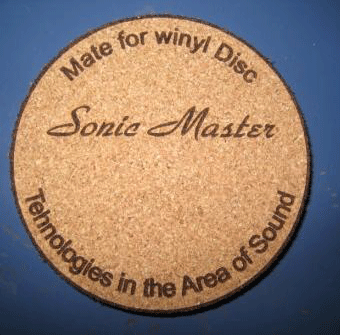 Mate for winyl Disc
Sonic Master
Tehnologies in the Area of Sound